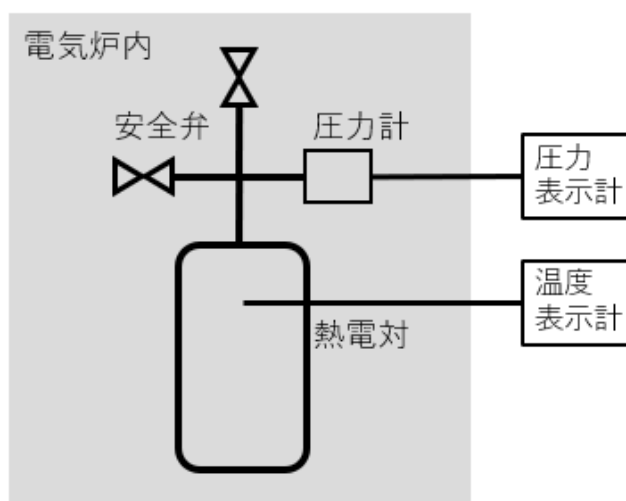 電気炉内
安全弁
圧力計
圧力
表示計
温度
表示計
熱電対